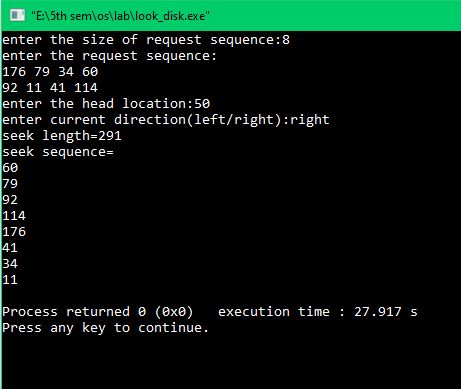 "E:\5th sem\os\lab\look_disk.exe"
enter the size of request sequence:8
enter the request sequence:
176 79 34 60
92 11 41 114
enter the head location:50
enter current direction(left/right):right
seek length=291
seek sequence=
60
79
92
114
176
41
34
11
Process returned 0 (0x0)   execution time : 27.917 s
Press any key to continue.